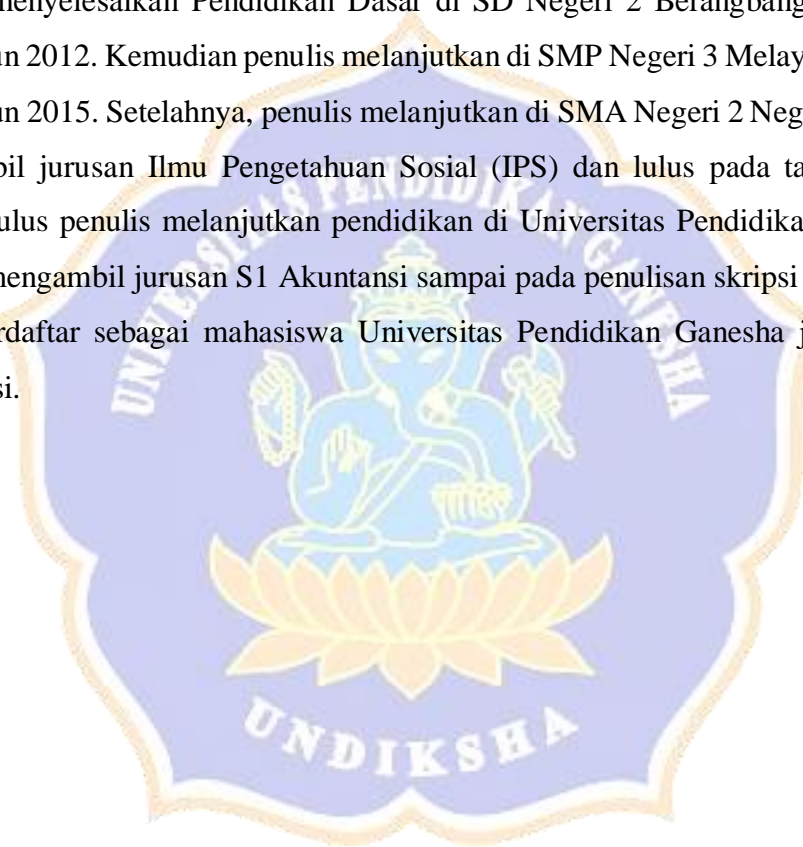 menyelesaikan Pendidikan Dasar di SD Negeri 2 Berangbang
un 2012. Kemudian penulis melanjutkan di SMP Negeri 3 Melay
un 2015. Setelahnya, penulis melanjutkan di SMA Negeri 2 Neg
bil jurusan Ilmu Pengetahuan Sosial (IPS) dan lulus pada ta
ulus penulis melanjutkan pendidikan di Universitas Pendidika
mengambil jurusan S1 Akuntansi sampai pada penulisan skripsi
rdaftar sebagai mahasiswa Universitas Pendidikan Ganesha j
si.
UNIVERSITAS PENDIDIKAN GANESHA
UNDIKSHA